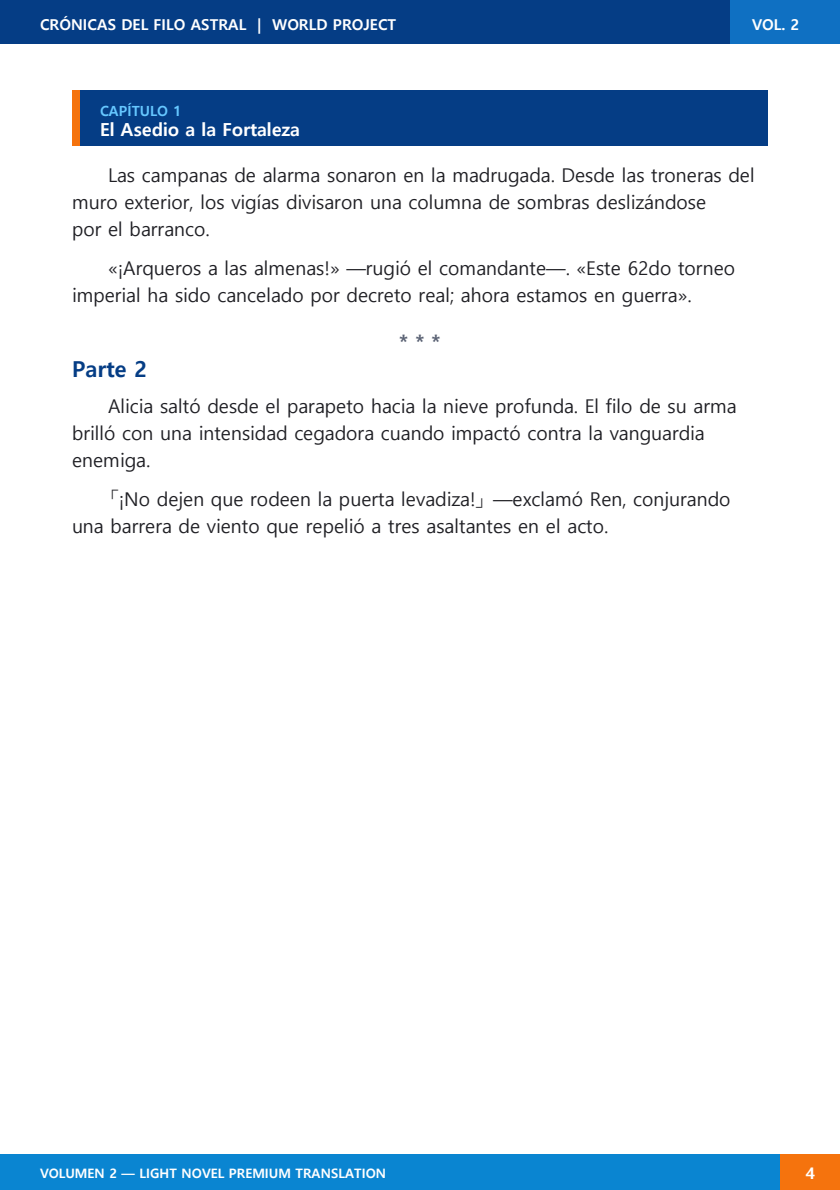 CRÓNICAS DEL FILO ASTRAL | WORLD PROJECT
VOL. 2
CAPÍTULO 1
El Asedio a la Fortaleza
Las campanas de alarma sonaron en la madrugada. Desde las troneras del
muro exterior, los vigías divisaron una columna de sombras deslizándose
por el barranco.
«¡Arqueros a las almenas!» —rugió el comandante—. «Este 62do torneo
imperial ha sido cancelado por decreto real; ahora estamos en guerra».
* * *
Parte 2
Alicia saltó desde el parapeto hacia la nieve profunda. El filo de su arma
brilló con una intensidad cegadora cuando impactó contra la vanguardia
enemiga.
「¡No dejen que rodeen la puerta levadiza!」—exclamó Ren, conjurando
una barrera de viento que repelió a tres asaltantes en el acto.
VOLUMEN 2 — LIGHT NOVEL PREMIUM TRANSLATION
4